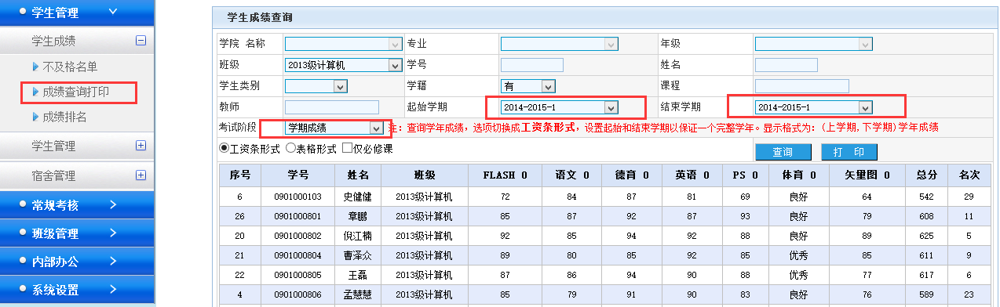 学生管理
学生成绩
不及格名单
成绩查询打印
成绩排名
学生管理
宿舍管理
常规考核
班级管理
内部办公
系统设置
学生成绩查询
学院 名称 专业 年级
班级 2013级计算机 学号 姓名
学生类别 学籍 有 课程
教师 起始学期 2014-2015-1 结束学期 2014-2015-1
考试阶段 学期成绩 注: 查询学年成绩，选项切换成工资条形式，设置起始和结束学期以保证一个完整学年。显示格式为：(上学期,下学期)学年成绩
工资条形式 表格形式 仅必修课 查询 打 印
序号 学号 姓名 班级 FLASH 0 语文 0 德育 0 英语 0 PS 0 体育 0 矢量图 0 总分 名次
6 0901000103 史健健 2013级计算机 72 84 87 81 69 良好 64 542 29
26 0901000801 章鹏 2013级计算机 85 87 92 87 93 良好 79 608 11
20 0901000802 倪江楠 2013级计算机 92 85 94 92 88 良好 89 625 5
21 0901000804 曹泽众 2013级计算机 89 80 85 92 85 优秀 85 611 9
22 0901000805 王磊 2013级计算机 87 86 94 90 88 优秀 77 617 6
4 0901000806 孟慧慧 2013级计算机 85 79 91 90 83 良好 76 589 23